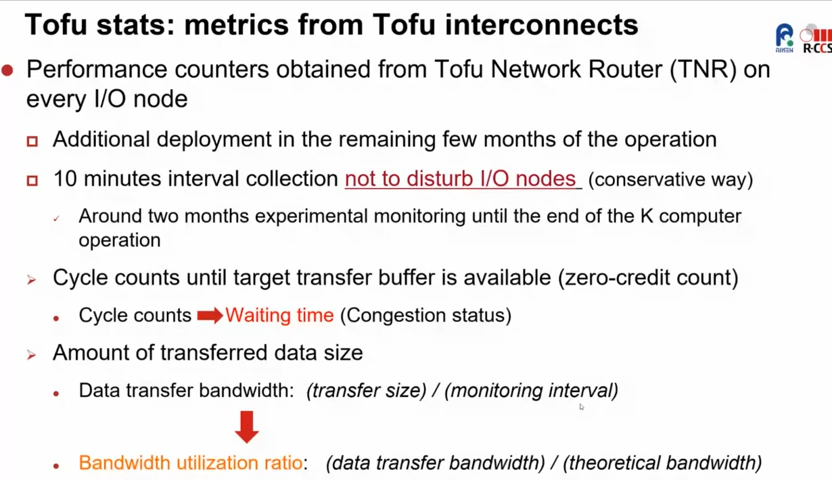 Tofu stats: metrics from Tofu interconnects
RIKEN R-CCS
Performance counters obtained from Tofu Network Router (TNR) on
every I/O node
Additional deployment in the remaining few months of the operation
10 minutes interval collection not to disturb I/O nodes (conservative way)
Around two months experimental monitoring until the end of the K computer
operation
Cycle counts until target transfer buffer is available (zero-credit count)
Cycle counts Waiting time (Congestion status)
Amount of transferred data size
Data transfer bandwidth: (transfer size) / (monitoring interval)
Bandwidth utilization ratio: (data transfer bandwidth) / (theoretical bandwidth)